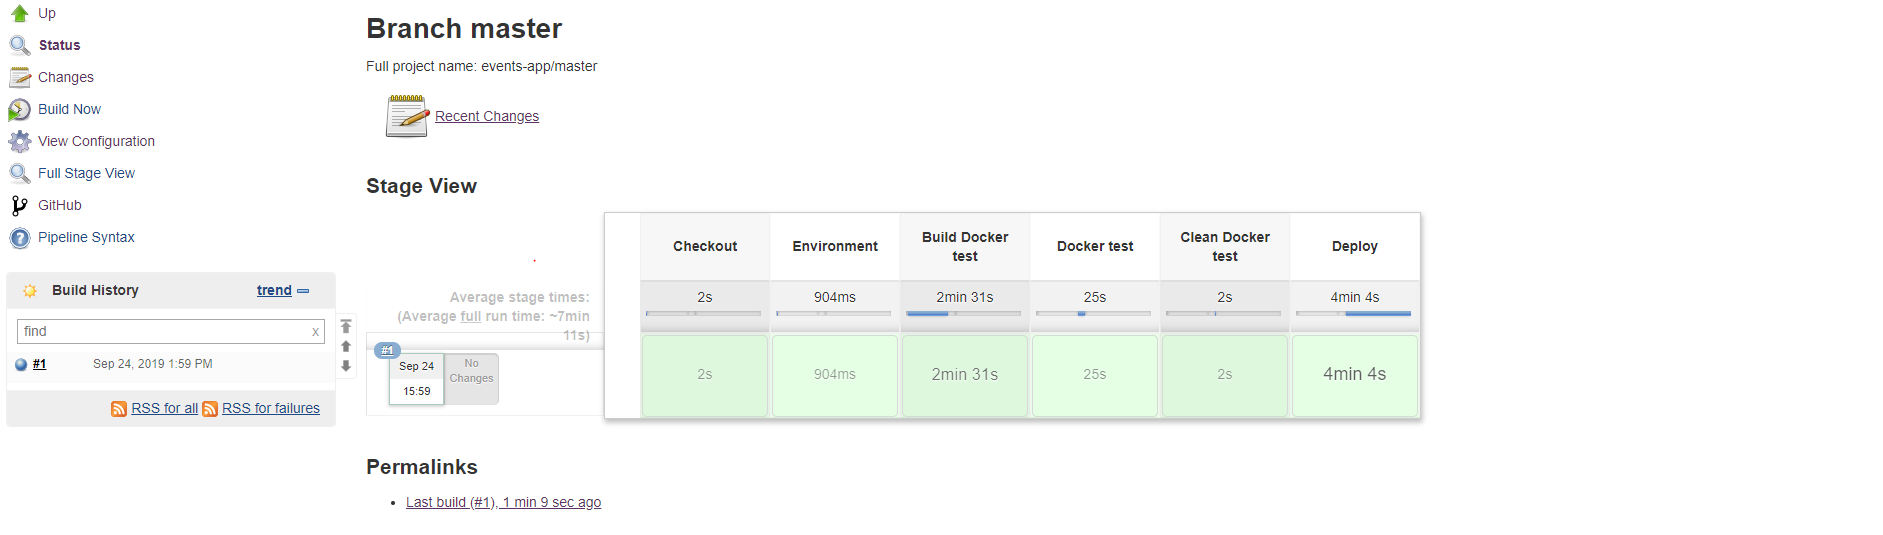 Up
Status
Changes
Build Now
View Configuration
Full Stage View
GitHub
Pipeline Syntax
Build History
trend
find
x
#1
Sep 24, 2019 1:59 PM
RSS for all
RSS for failures
Branch master
Full project name: events-app/master
Recent Changes
Stage View
Checkout
Environment
Build Docker
test
Docker test
Clean Docker
test
Deploy
Average stage times:
(Average full run time: ~7min
11s)
2s
904ms
2min 31s
25s
2s
4min 4s
#1
Sep 24
15:59
No
Changes
2s
904ms
2min 31s
25s
2s
4min 4s
Permalinks
Last build (#1), 1 min 9 sec ago